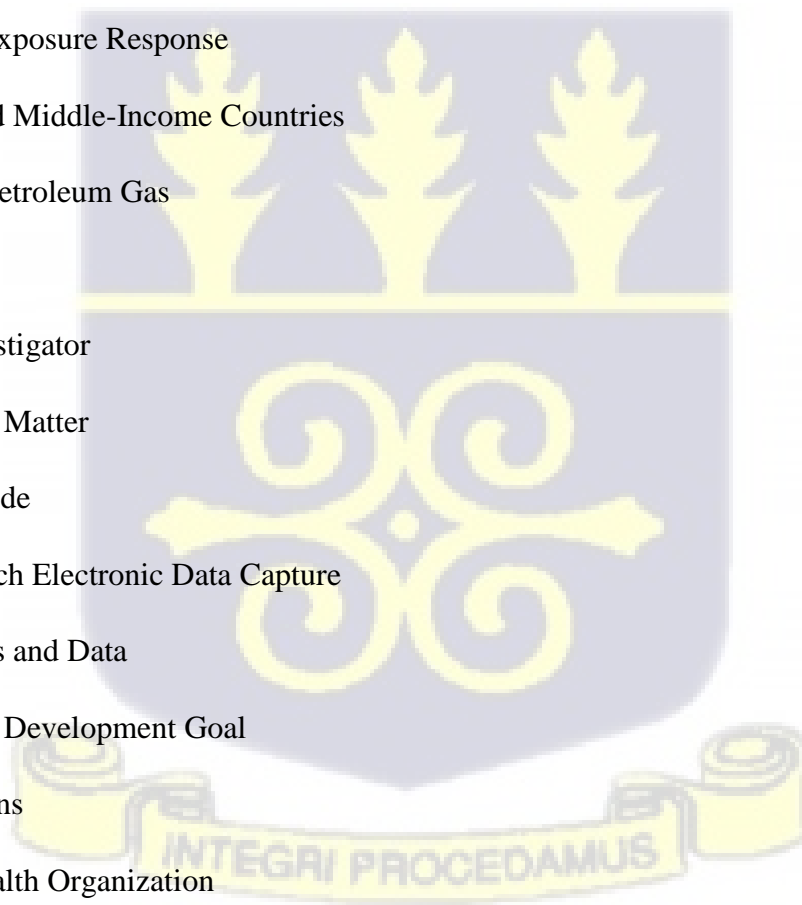 xposure Response
d Middle-Income Countries
etroleum Gas
stigator
Matter
de
ch Electronic Data Capture
s and Data
Development Goal
ns
INTEGRI PROCEDAMUS
alth Organization